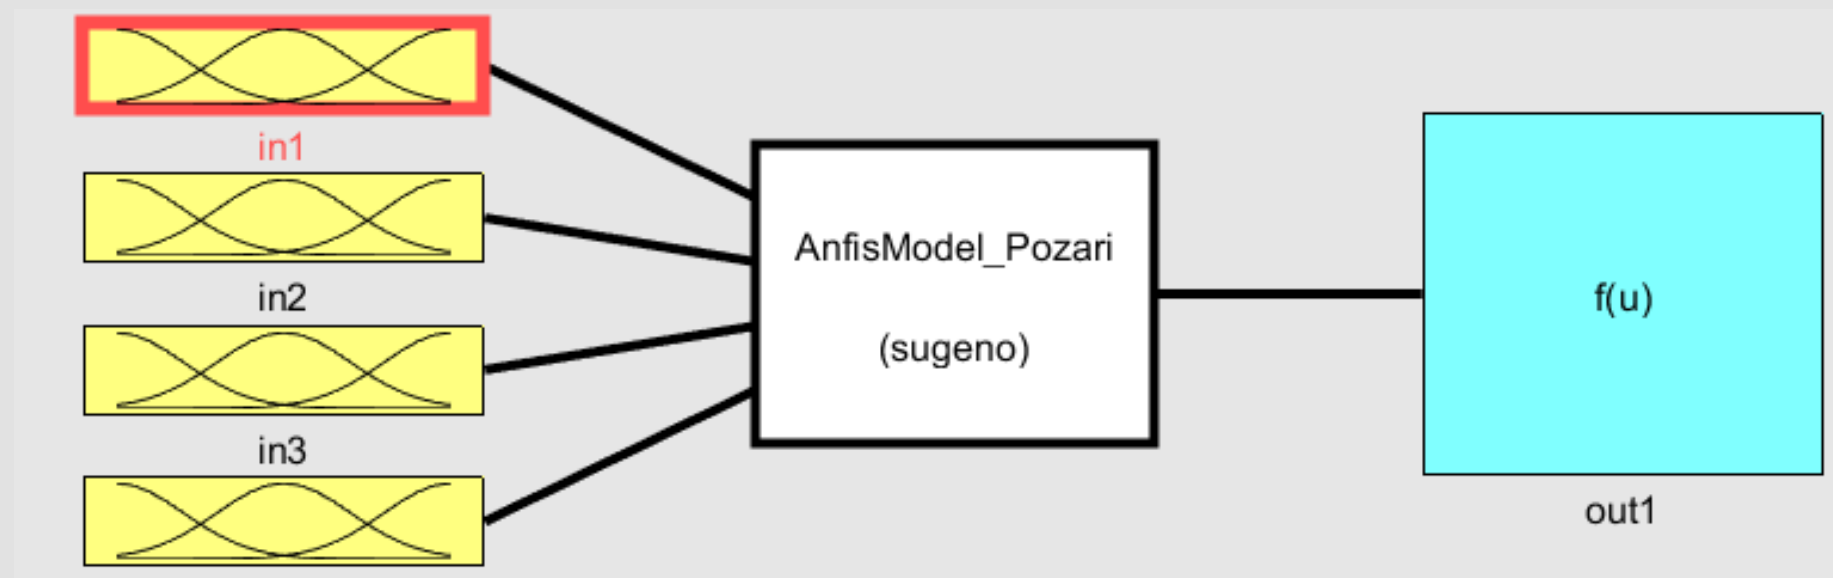 in1
in2
in3
AnfisModel_Pozari
(sugeno)
f(u)
out1